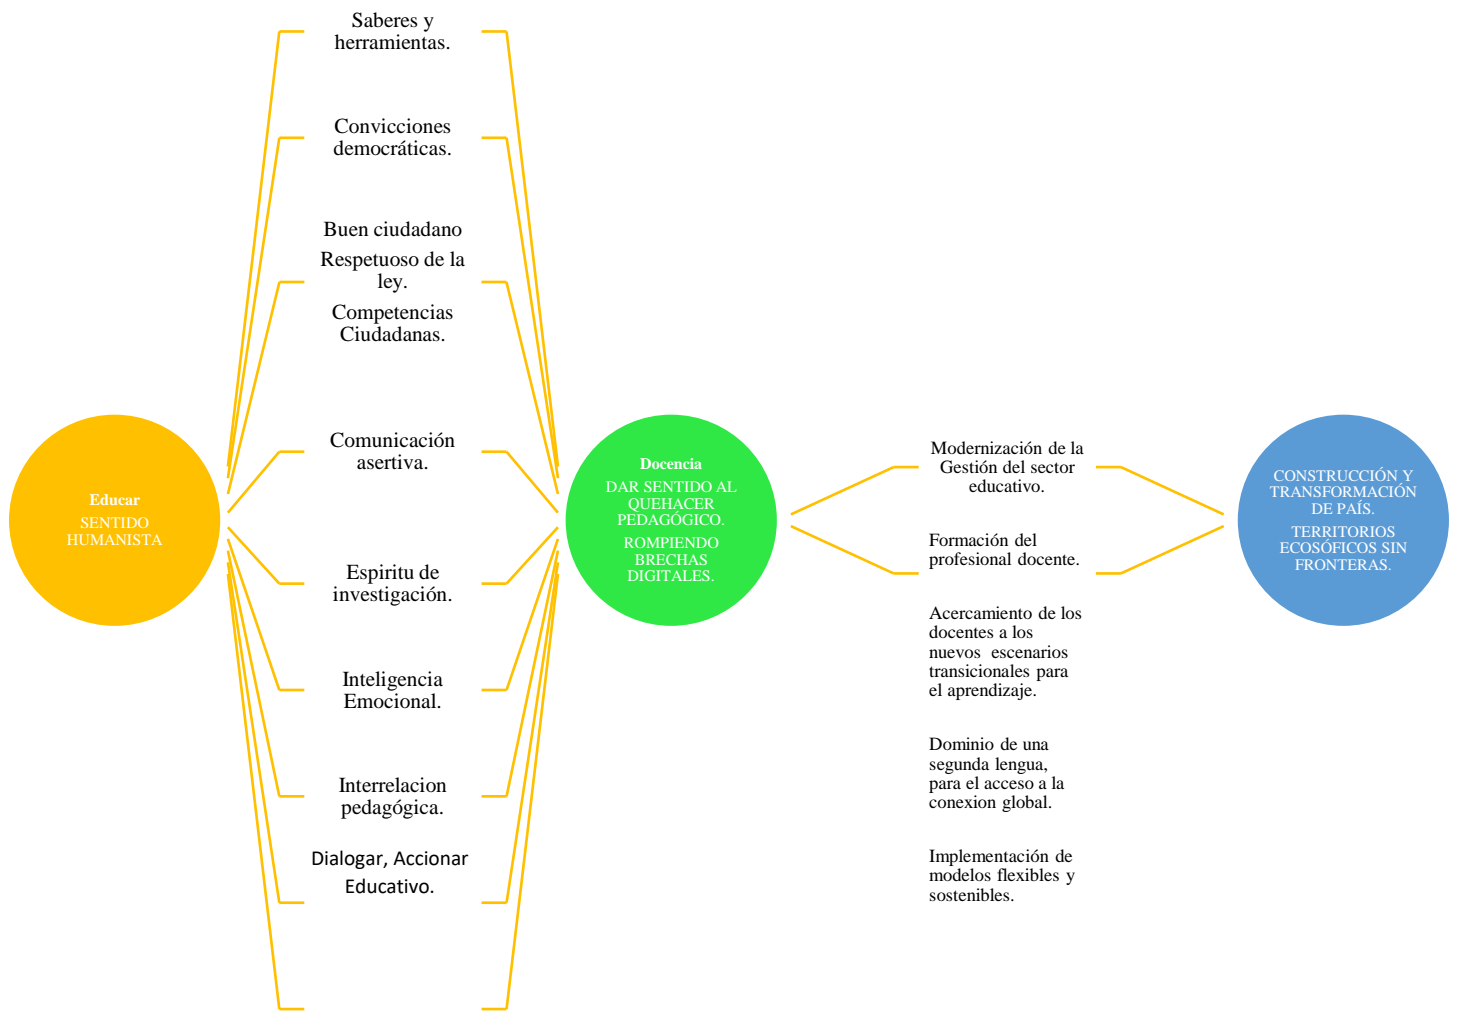 Saberes y
herramientas.
Convicciones
democráticas.
Buen ciudadano
Respetuoso de la
ley.
Competencias
Ciudadanas.
Comunicación
asertiva.
Espiritu de
investigación.
Inteligencia
Emocional.
Interrelacion
pedagógica.
Dialogar, Accionar
Educativo.
Educar
SENTIDO
HUMANISTA
Docencia
DAR SENTIDO AL
QUEHACER
PEDAGÓGICO.
ROMPIENDO
BRECHAS
DIGITALES.
Modernización de la
Gestión del sector
educativo.
Formación del
profesional docente.
Acercamiento de los
docentes a los
nuevos escenarios
transicionales para
el aprendizaje.
Dominio de una
segunda lengua,
para el acceso a la
conexion global.
Implementación de
modelos flexibles y
sostenibles.
CONSTRUCCIÓN Y
TRANSFORMACIÓN
DE PAÍS.
TERRITORIOS
ECOSÓFICOS SIN
FRONTERAS.